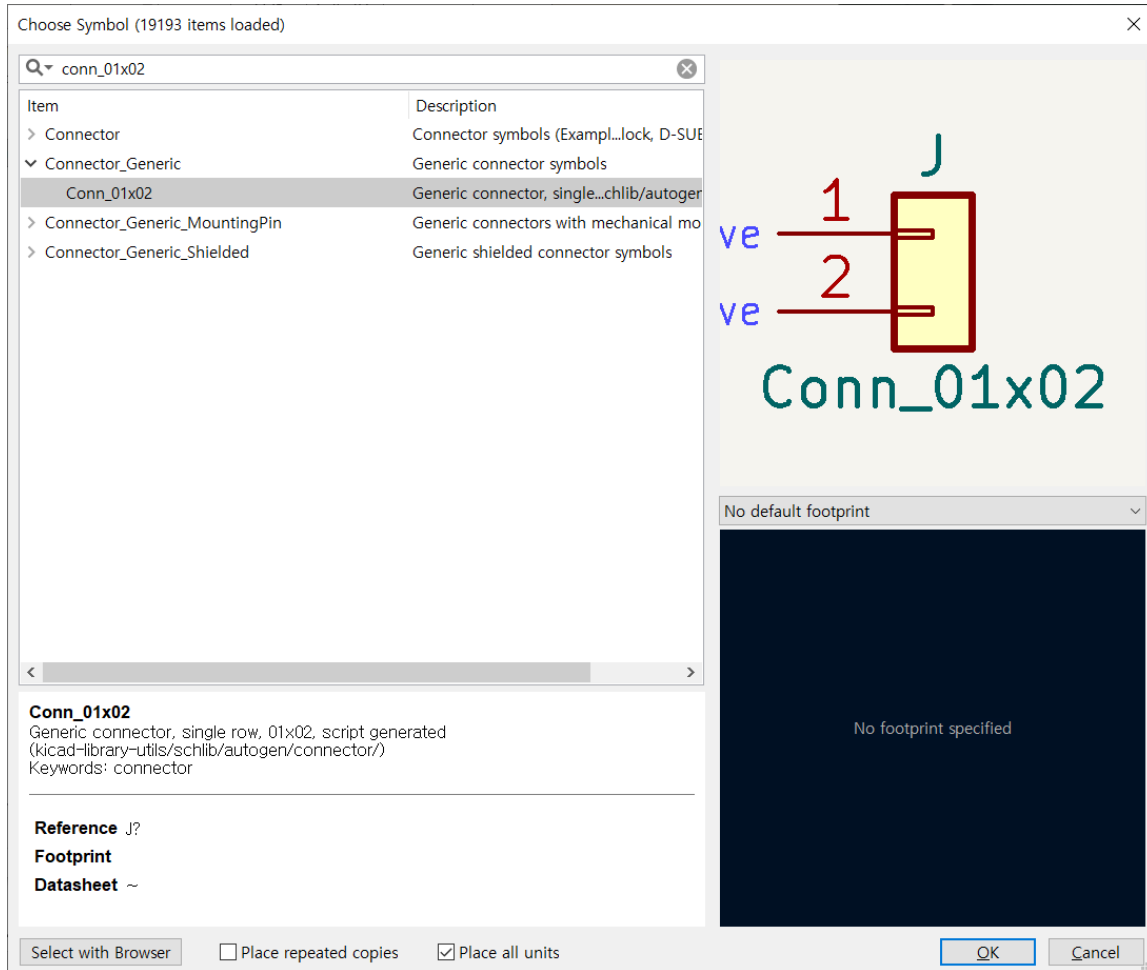 Choose Symbol (19193 items loaded)
conn_01x02
Item Description
Connector Connector symbols (Exampl...lock, D-SUB
Connector_Generic Generic connector symbols
Conn_01x02 Generic connector, single...chlib/autogen
Connector_Generic_MountingPin Generic connectors with mechanical mo
Connector_Generic_Shielded Generic shielded connector symbols
J
1
ve
2
ve
Conn_01x02
No default footprint
No footprint specified
Conn_01x02
Generic connector, single row, 01x02, script generated
(kicad-library-utils/schlib/autogen/connector/)
Keywords: connector
Reference J?
Footprint
Datasheet ~
Select with Browser Place repeated copies Place all units OK Cancel